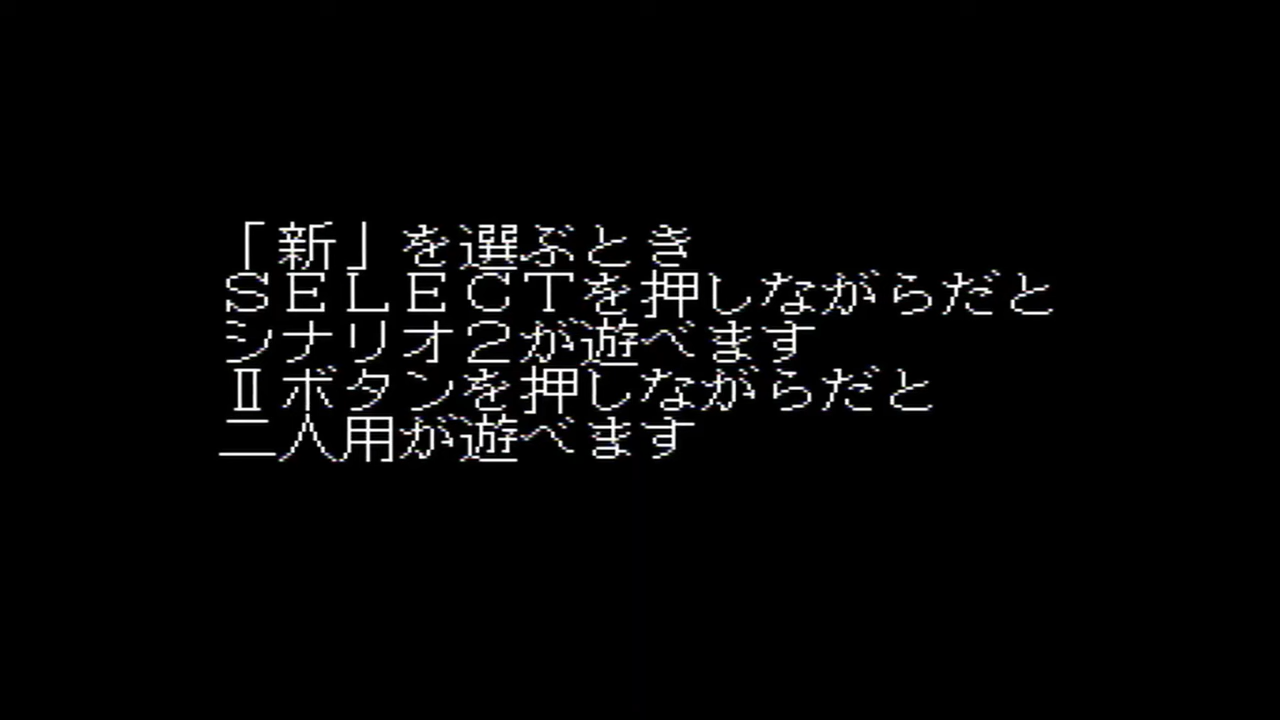 「新」を選ぶとき
ＳＥＬＥＣＴを押しながらだと
シナリオ２が遊べます
Ⅱボタンを押しながらだと
二人用が遊べます